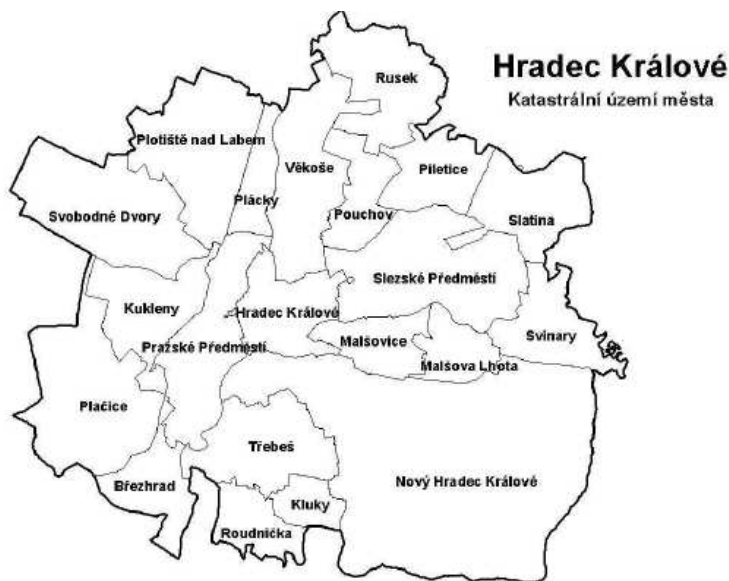 Hradec Králové
Katastrální území města
Rusek
Plotiště nad Labem
Věkoše
Piletice
Plácky
Pouchov
Svobodné Dvory
Slatina
Slezské Předměstí
Kukleny
Hradec Králové
Malšovice
Svinary
Pražské Předměstí
Malšova Lhota
Plačice
Třebeš
Březhrad
Nový Hradec Králové
Kluky
Roudnička